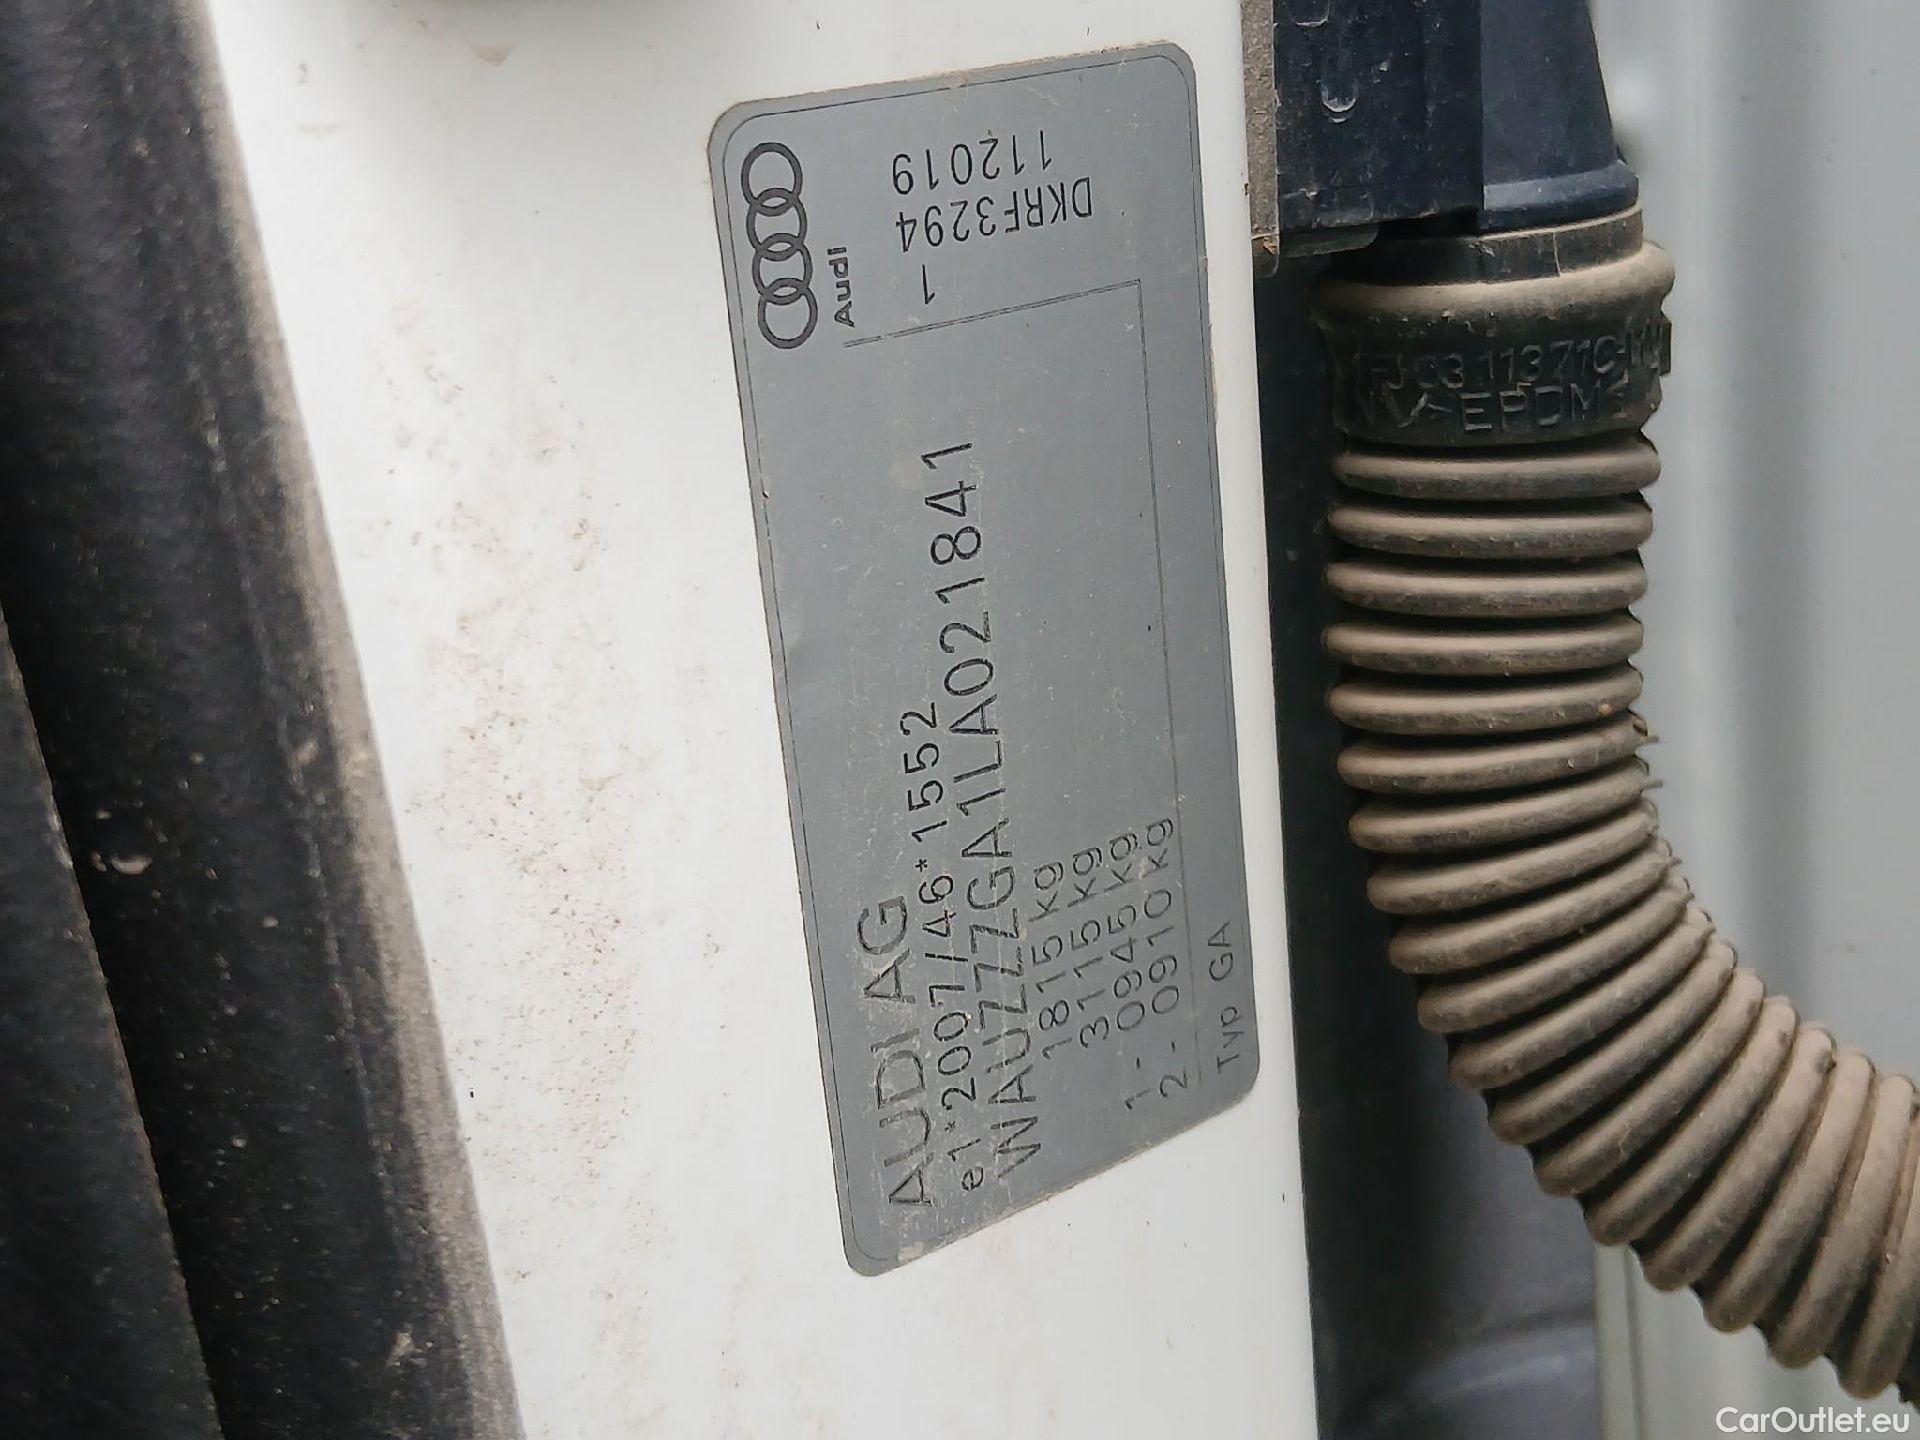 AUDI AG
e1*2007/46*1552
WAUZZZGA1LA021841
1815 kg
3115 kg
1- 0945 kg
2- 0910 kg
Typ GA
Audi
1
DKRF3294
112019
EPDM
CarOutlet.eu